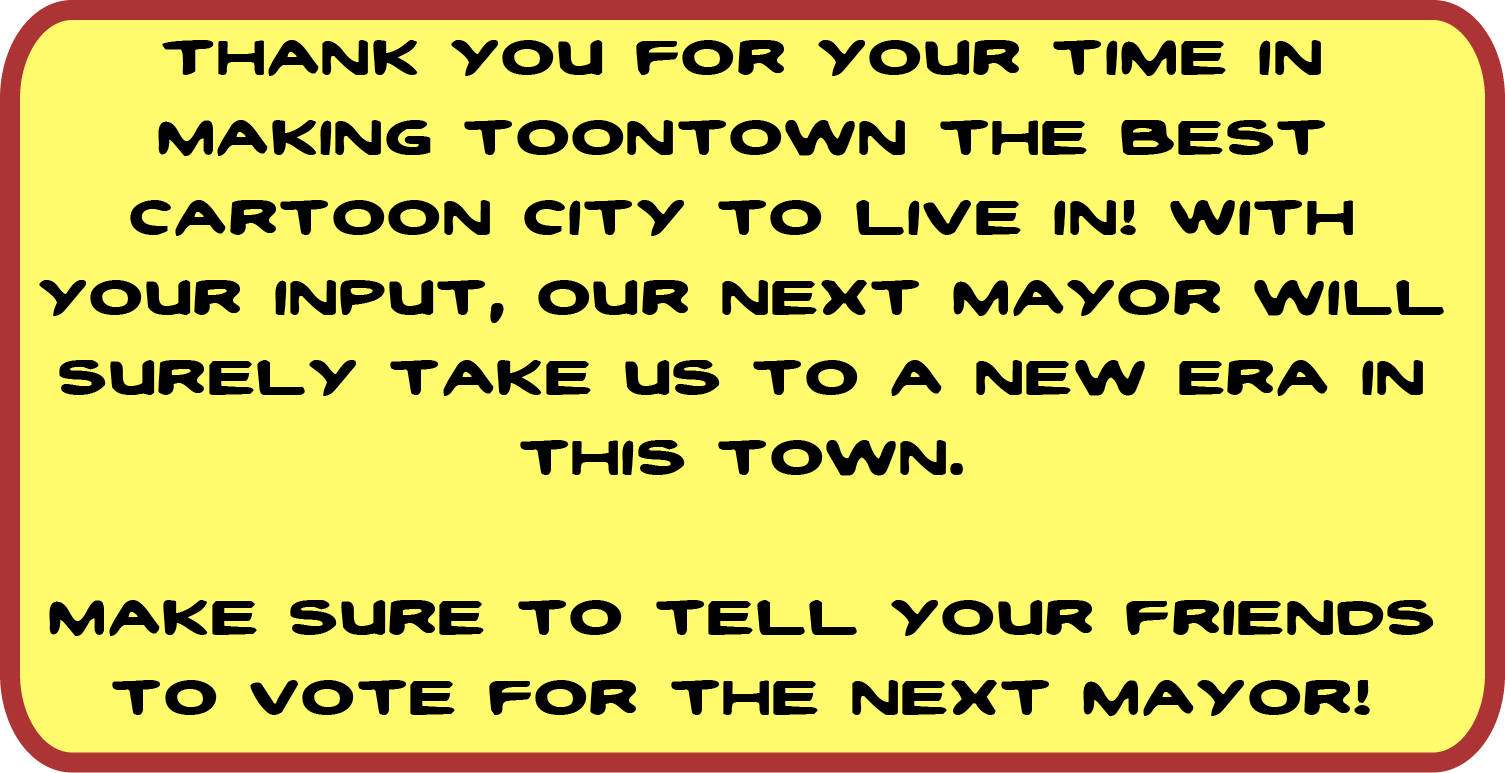 THANK YOU FOR YOUR TIME IN
MAKING TOONTOWN THE BEST
CARTOON CITY TO LIVE IN! WITH
YOUR INPUT, OUR NEXT MAYOR WILL
SURELY TAKE US TO A NEW ERA IN
THIS TOWN.
MAKE SURE TO TELL YOUR FRIENDS
TO VOTE FOR THE NEXT MAYOR!